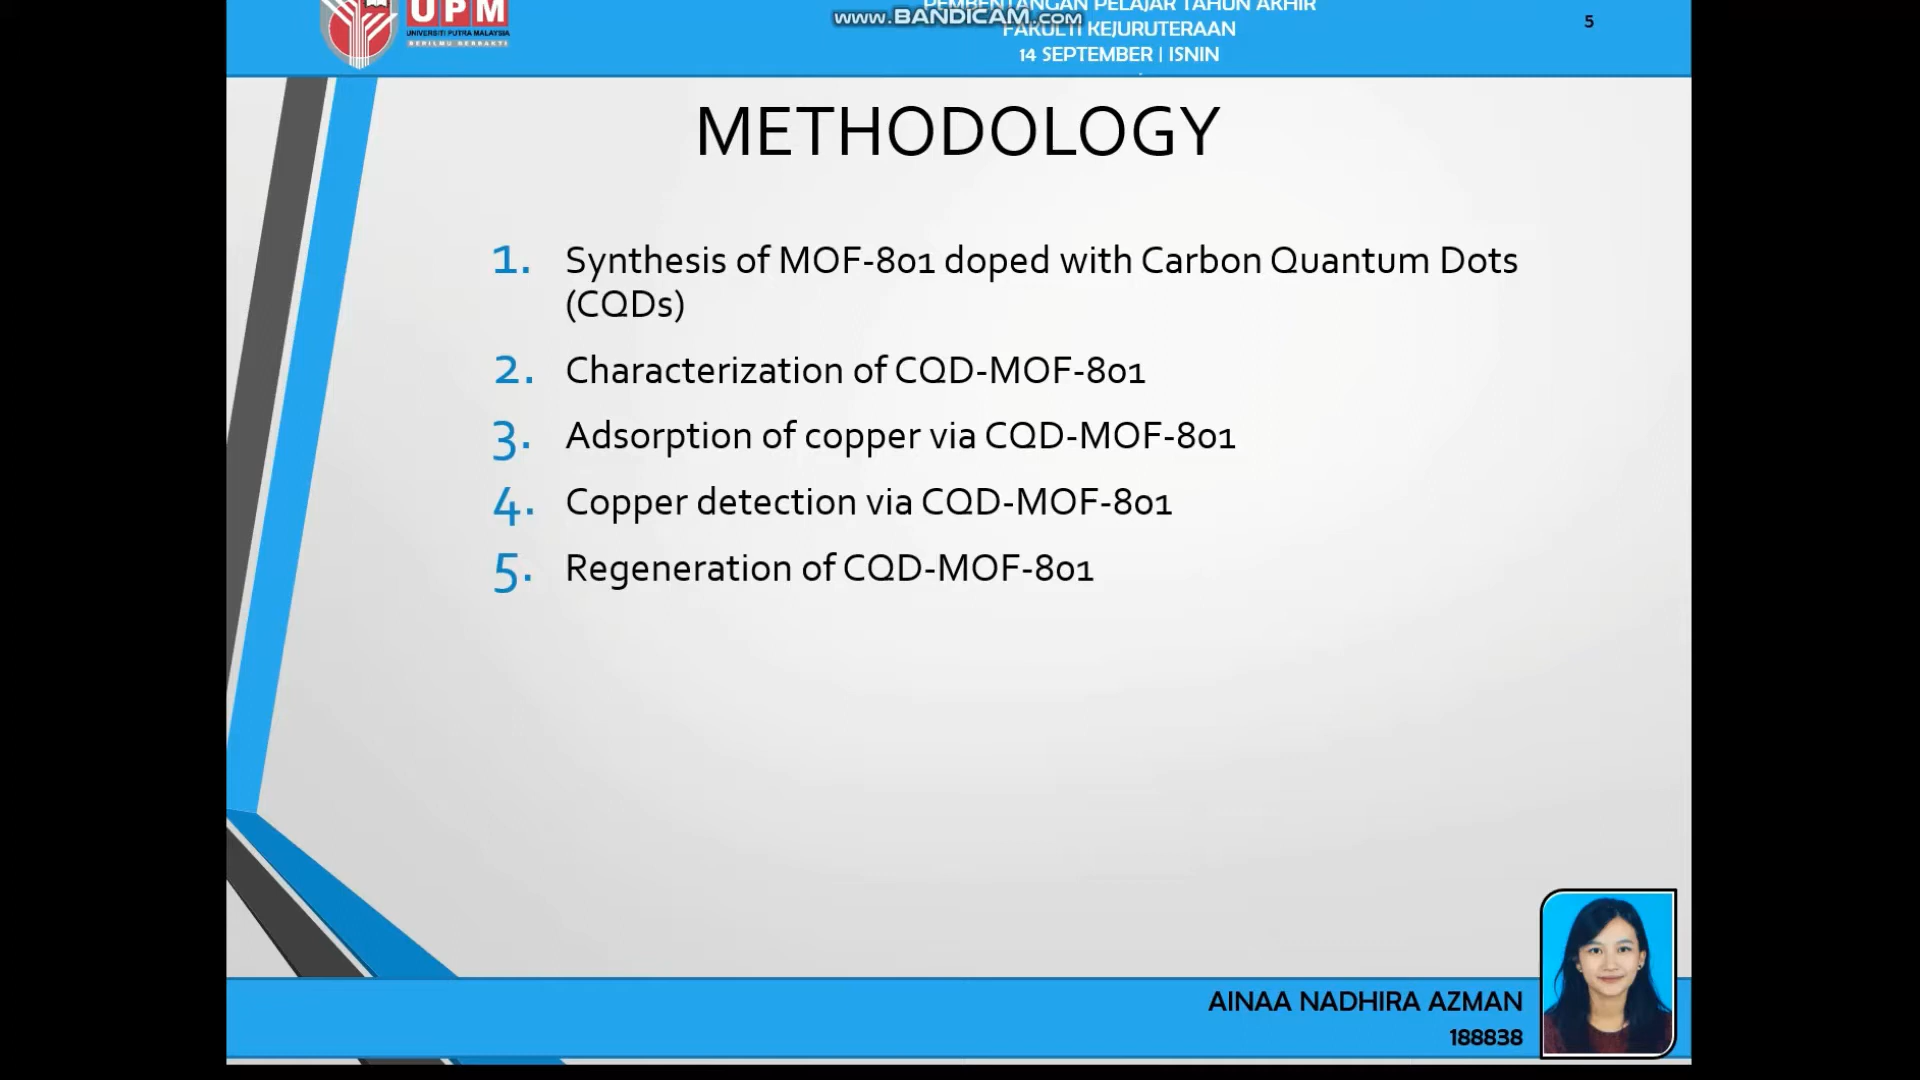 UPM
UNIVERSITI PUTRA MALAYSIA
BERILMU BERBAKTI
www.BANDICAM.com
PEMBENTANGAN PELAJAR TAHUN AKHIR
FAKULTI KEJURUTERAAN
14 SEPTEMBER | ISNIN
5
METHODOLOGY
1. Synthesis of MOF-801 doped with Carbon Quantum Dots
(CQDs)
2. Characterization of CQD-MOF-801
3. Adsorption of copper via CQD-MOF-801
4. Copper detection via CQD-MOF-801
5. Regeneration of CQD-MOF-801
AINAA NADHIRA AZMAN
188838